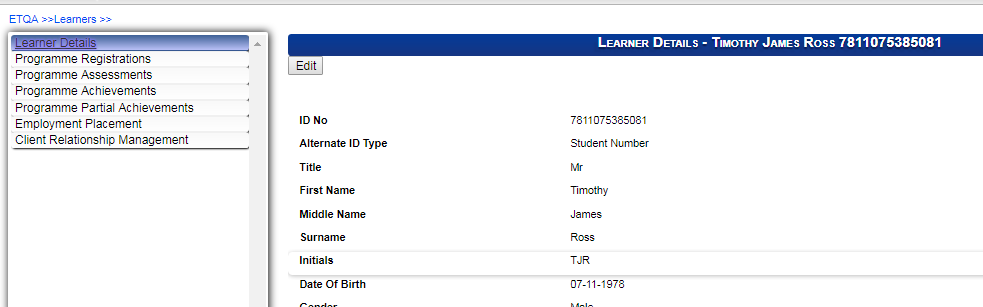 ETQA >>Learners >>
Learner Details
Programme Registrations
Programme Assessments
Programme Achievements
Programme Partial Achievements
Employment Placement
Client Relationship Management
Learner Details - Timothy James Ross 7811075385081
Edit
ID No 7811075385081
Alternate ID Type Student Number
Title Mr
First Name Timothy
Middle Name James
Surname Ross
Initials TJR
Date Of Birth 07-11-1978
Gender Male